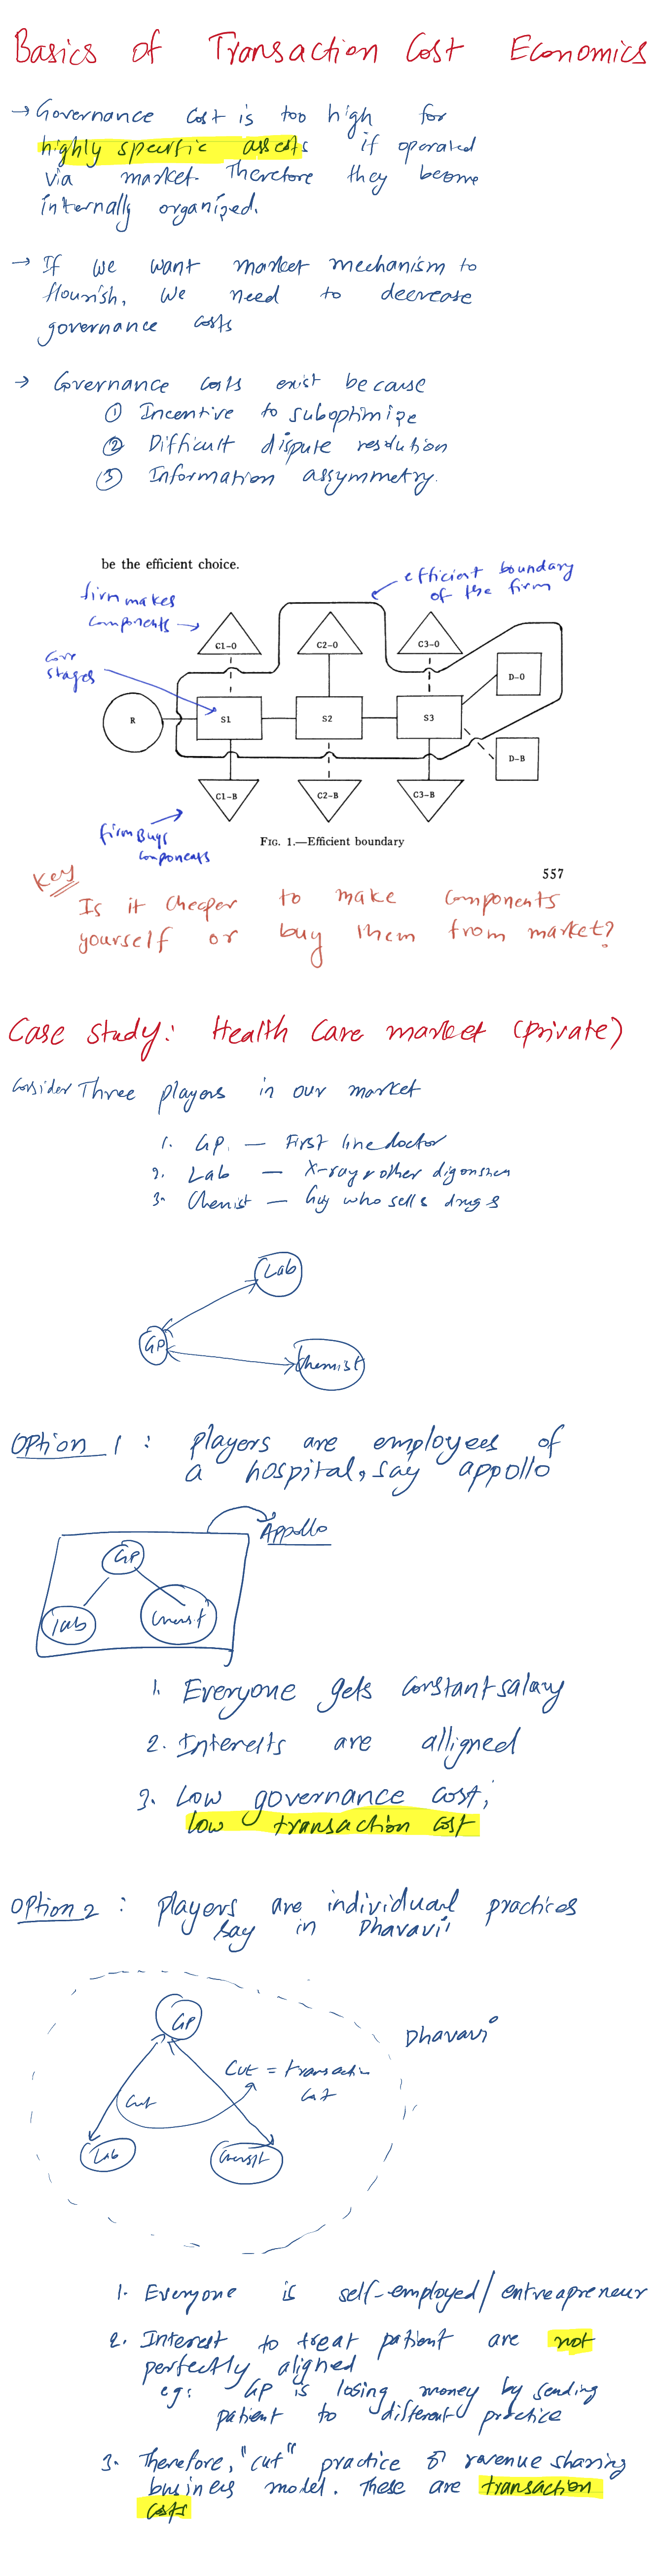 Basics of Transaction Cost Economics
→ Governance cost is too high for
highly specific assets if operated
via market. Therefore they become
internally organized.
→ If we want market mechanism to
flourish, we need to decrease
governance costs
→ Governance costs exist because
① Incentive to suboptimize
② Difficult dispute resolution
③ Information assymmetry.
be the efficient choice.
efficient boundary
of the firm
firm makes
components →
core
stages
C1-O
C2-O
C3-O
D-O
R
S1
S2
S3
D-B
C1-B
C2-B
C3-B
firm Buys
components
FIG. 1.—Efficient boundary
557
Key
Is it cheaper to make components
yourself or buy them from market?
Case study: Health Care market (private)
Consider Three players in our market
1. GP. — First line doctor
2. Lab — X-ray & other
3. Chemist — Guy who sells drugs
Lab
GP
Chemist
Option 1 : players are employees of
a hospital, say appollo
Appollo
GP
Lab
Chemist
1. Everyone gets constant salary
2. Interests are alligned
3. Low governance cost;
low transaction cost
Option 2 : players are individual practices
say in Dhavavi
GP
Dhavavi
Cut = transaction
cost
Cut
Lab
Chemist
1. Everyone is self-employed/entreapreneur
2. Interest to treat patient are not
perfectly aligned
eg: GP is losing money by sending
patient to different practice
3. Therefore, "cut" practice or revenue sharing
business model. These are transaction
costs